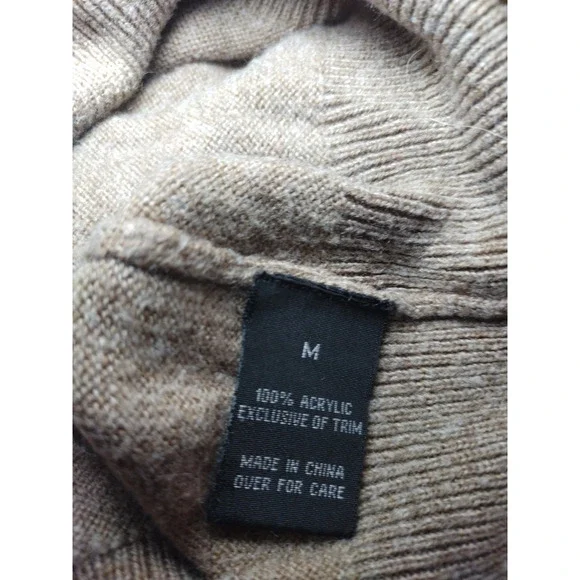 M
100% ACRYLIC
EXCLUSIVE OF TRIM
MADE IN CHINA
OVER FOR CARE